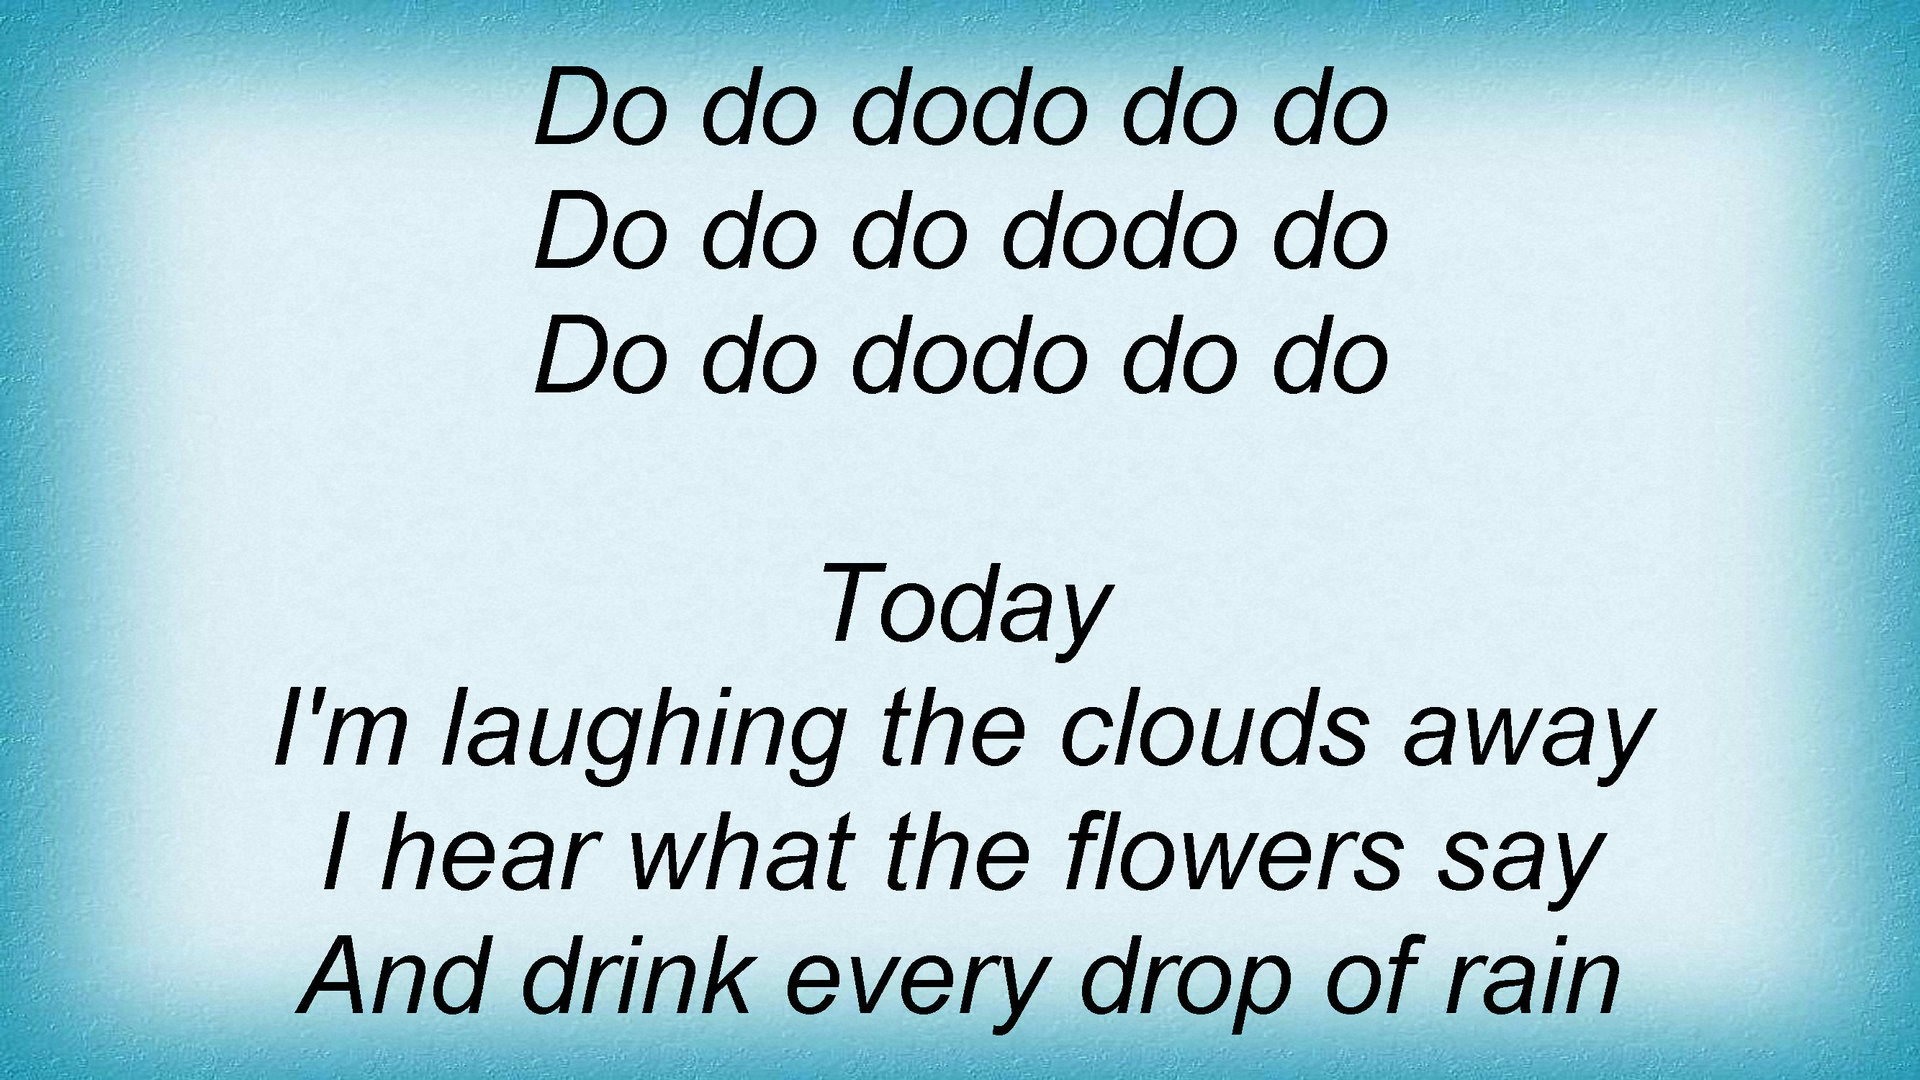 Do do dodo do do
Do do do dodo do
Do do dodo do do
Today
I'm laughing the clouds away
I hear what the flowers say
And drink every drop of rain